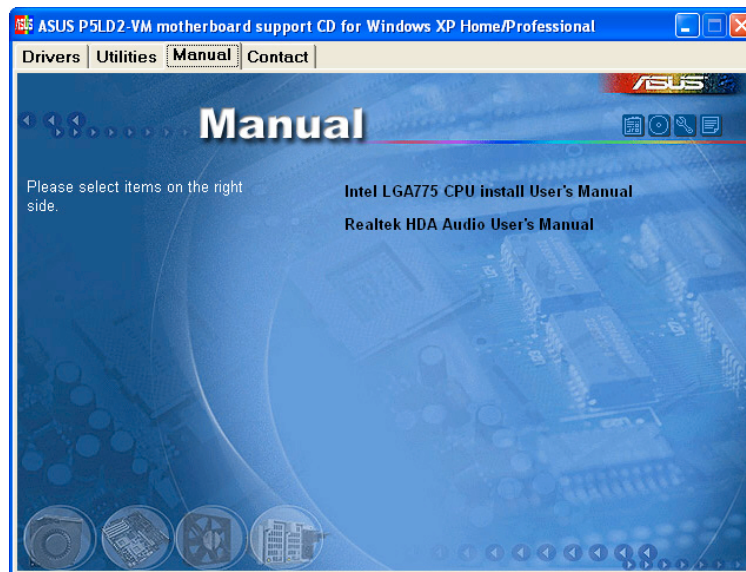 ASUS P5LD2-VM motherboard support CD for Windows XP Home/Professional
Drivers
Utilities
Manual
Contact
ASUS
Manual
Please select items on the right
side.
Intel LGA775 CPU install User's Manual
Realtek HDA Audio User's Manual